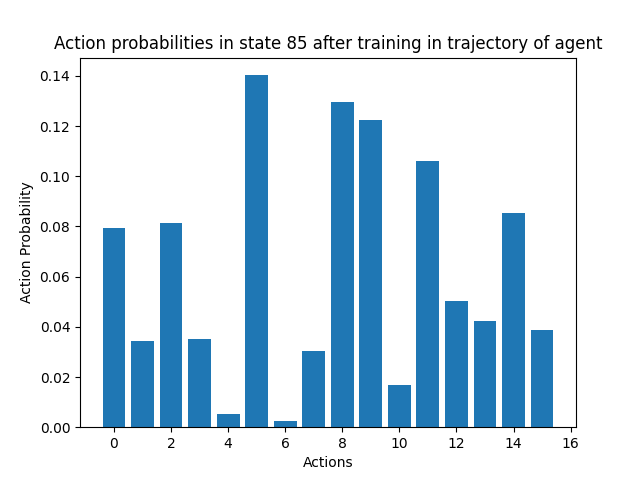 Action probabilities in state 85 after training in trajectory of agent
0.14
0.12
0.10
0.08
0.06
0.04
0.02
0.00
Action Probability
0 2 4 6 8 10 12 14 16
Actions